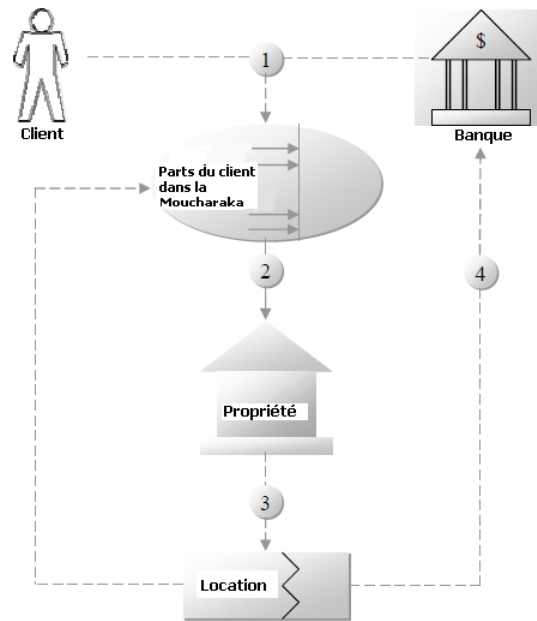 $
1
Client
Banque
Parts du client
dans la
Moucharaka
2
4
Propriété
3
Location